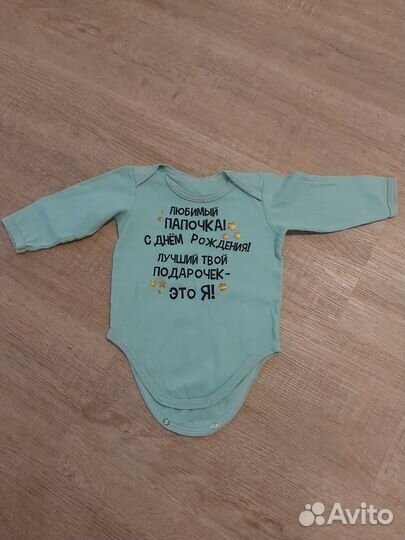 ЛЮБИМЫЙ
ПАПОЧКА!
С ДНЁМ РОЖДЕНИЯ!
ЛУЧШИЙ ТВОЙ
ПОДАРОЧЕК-
ЭТО Я!
Avito